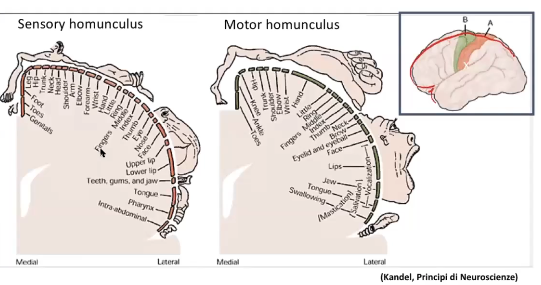 Sensory homunculus
Leg
Hip
Trunk
Neck
Head
Shoulder
Arm
Elbow
Forearm
Wrist
Hand
Little
Ring
Middle
Index
Thumb
Eye
Nose
Face
Foot
Toes
Genitals
Fingers
Upper lip
Lower lip
Teeth, gums, and jaw
Tongue
Pharynx
Intra-abdominal
Medial
Lateral
Motor homunculus
Hip
Trunk
Shoulder
Elbow
Wrist
Hand
Little
Ring
Middle
Index
Thumb
Neck
Brow
Knee
Ankle
Toes
Fingers
Eyelid and eyeball
Face
Lips
Jaw
Tongue
Swallowing
[Mastication]
[Salivation]
[Vocalization]
Medial
Lateral
B
A
(Kandel, Principi di Neuroscienze)